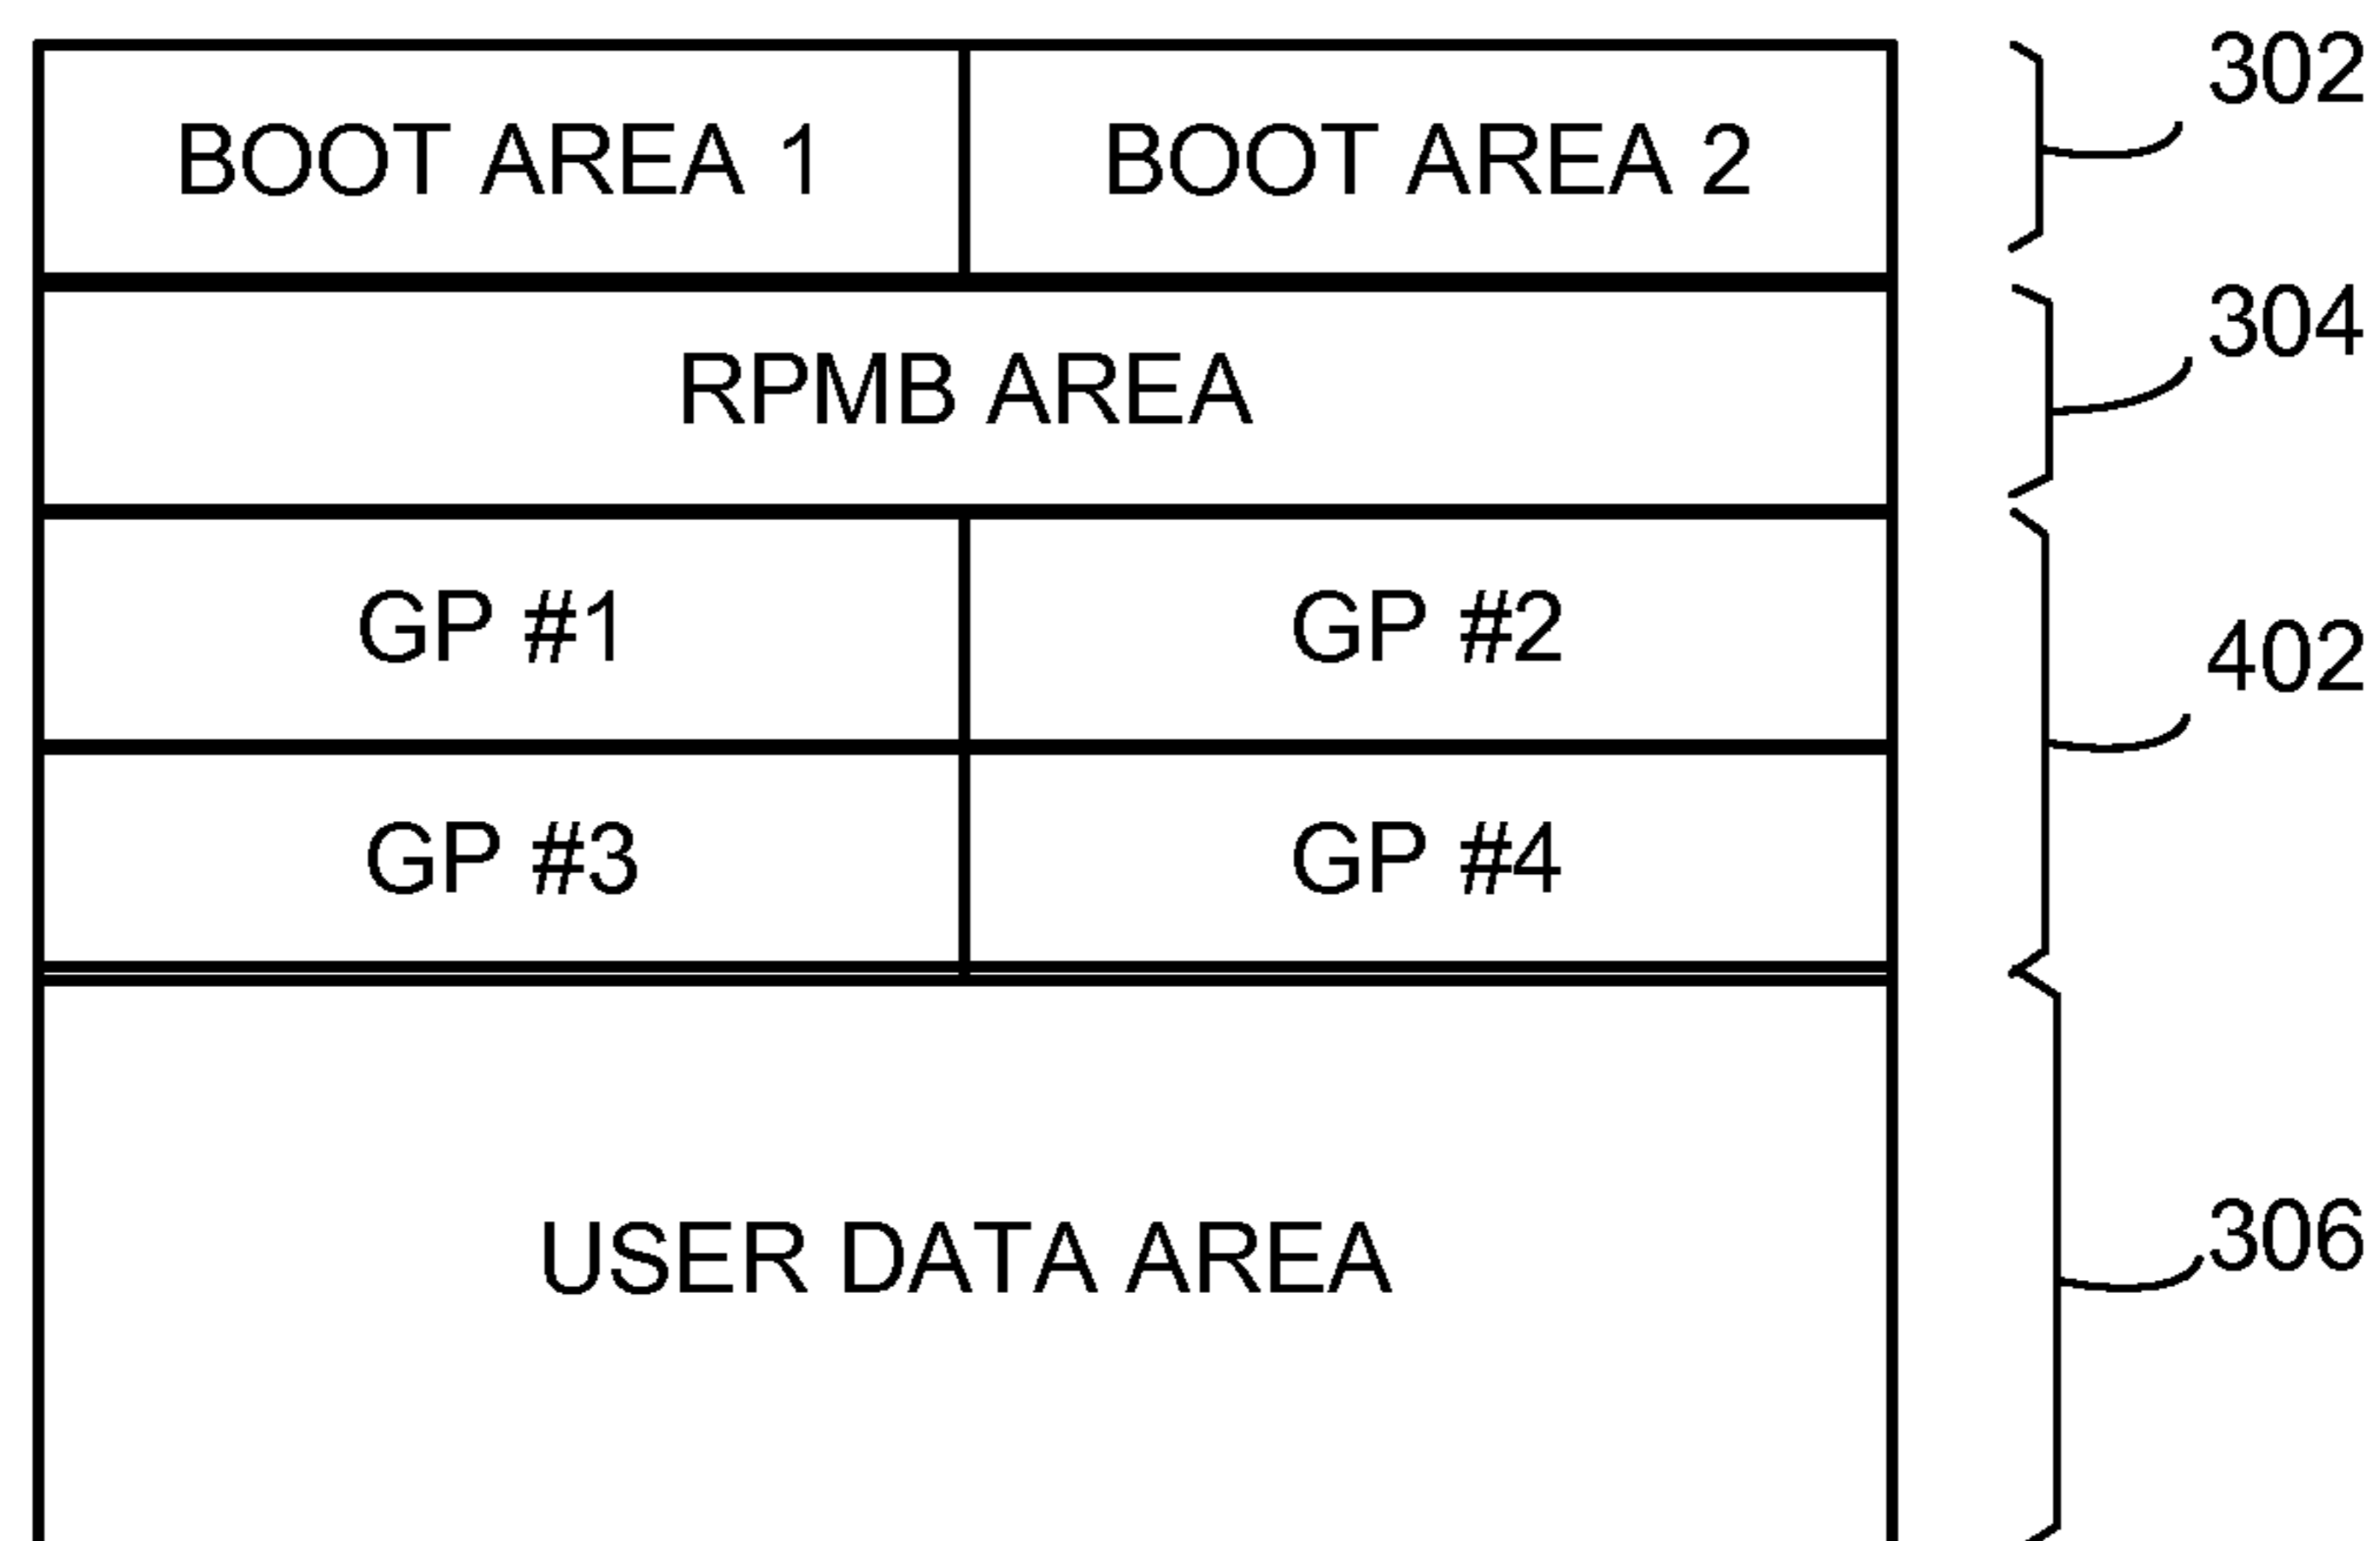 BOOT AREA 1 BOOT AREA 2 302
RPMB AREA 304
GP #1 GP #2 402
GP #3 GP #4
USER DATA AREA 306